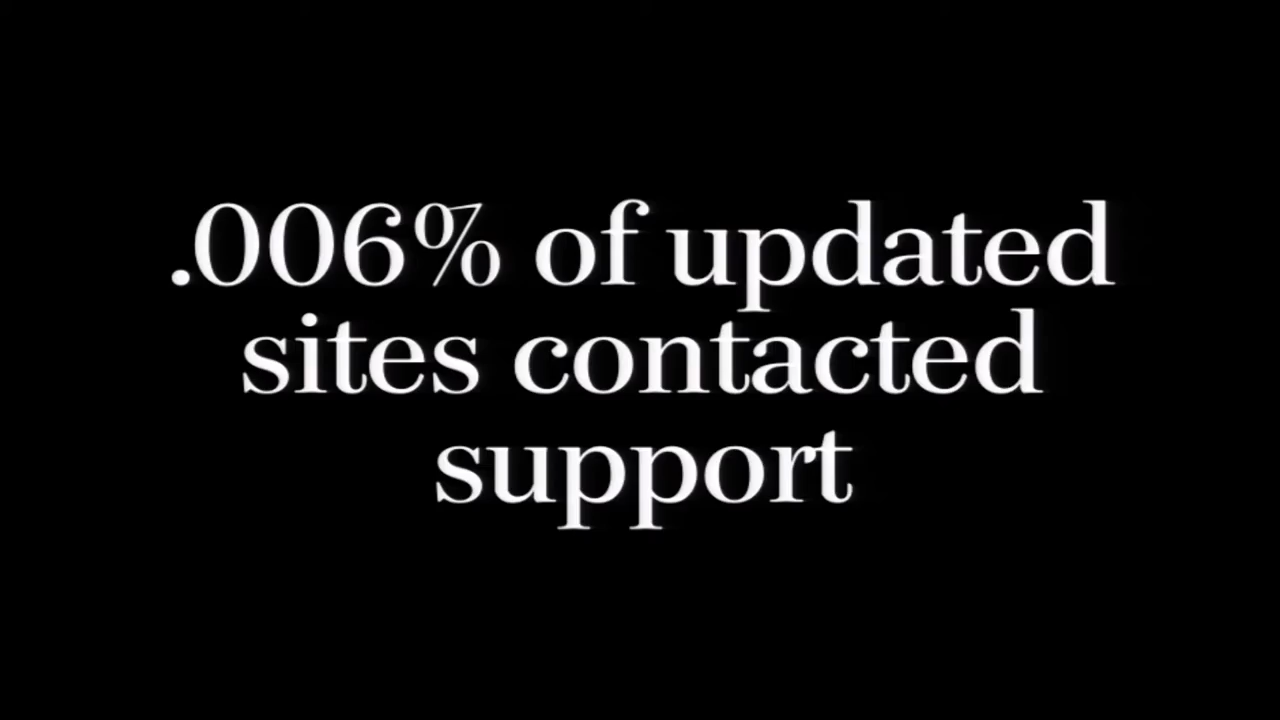 .006% of updated
sites contacted
support